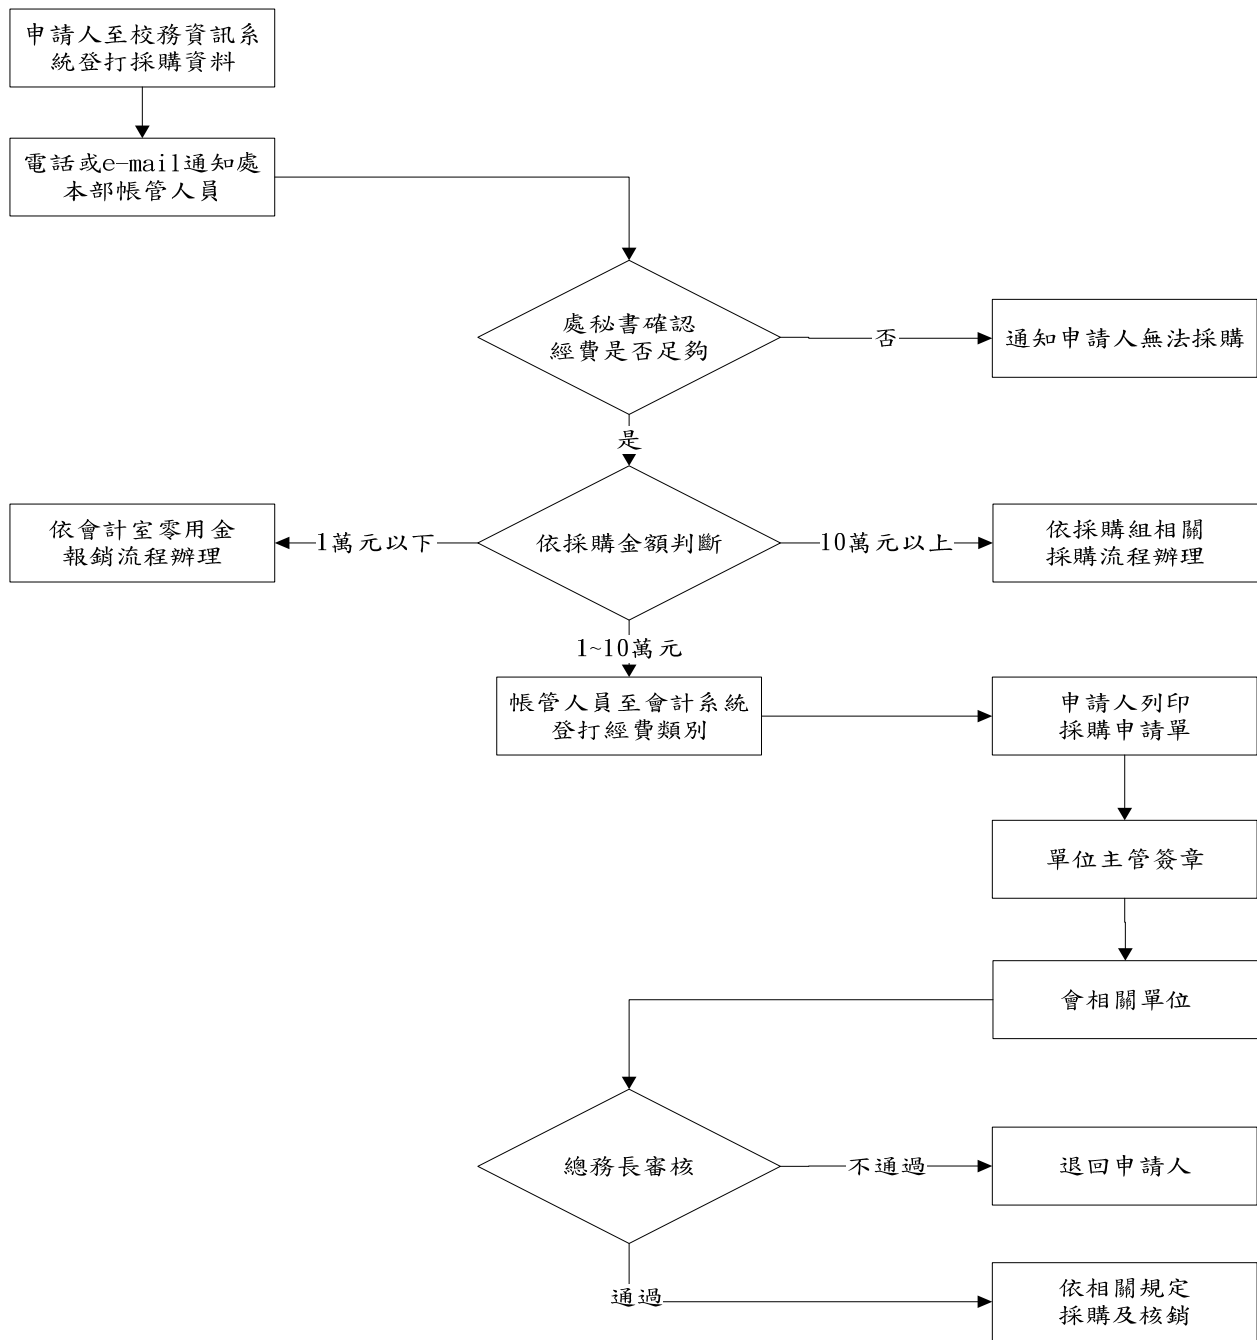 申請人至校務資訊系
統登打採購資料
電話或e-mail通知處
本部帳管人員
處秘書確認
經費是否足夠
否
通知申請人無法採購
是
依會計室零用金
報銷流程辦理
1萬元以下
依採購金額判斷
10萬元以上
依採購組相關
採購流程辦理
1~10萬元
帳管人員至會計系統
登打經費類別
申請人列印
採購申請單
單位主管簽章
會相關單位
總務長審核
不通過
退回申請人
通過
依相關規定
採購及核銷